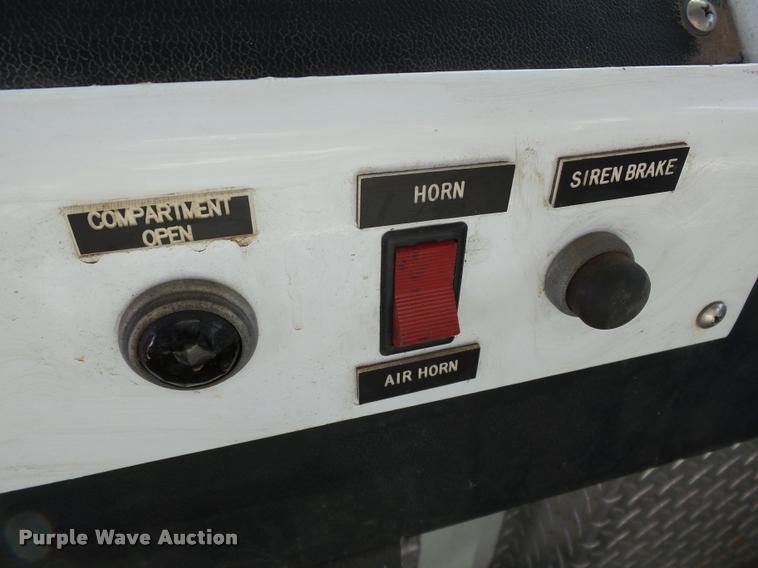 COMPARTMENT
OPEN
HORN
SIREN BRAKE
AIR HORN
Purple Wave Auction